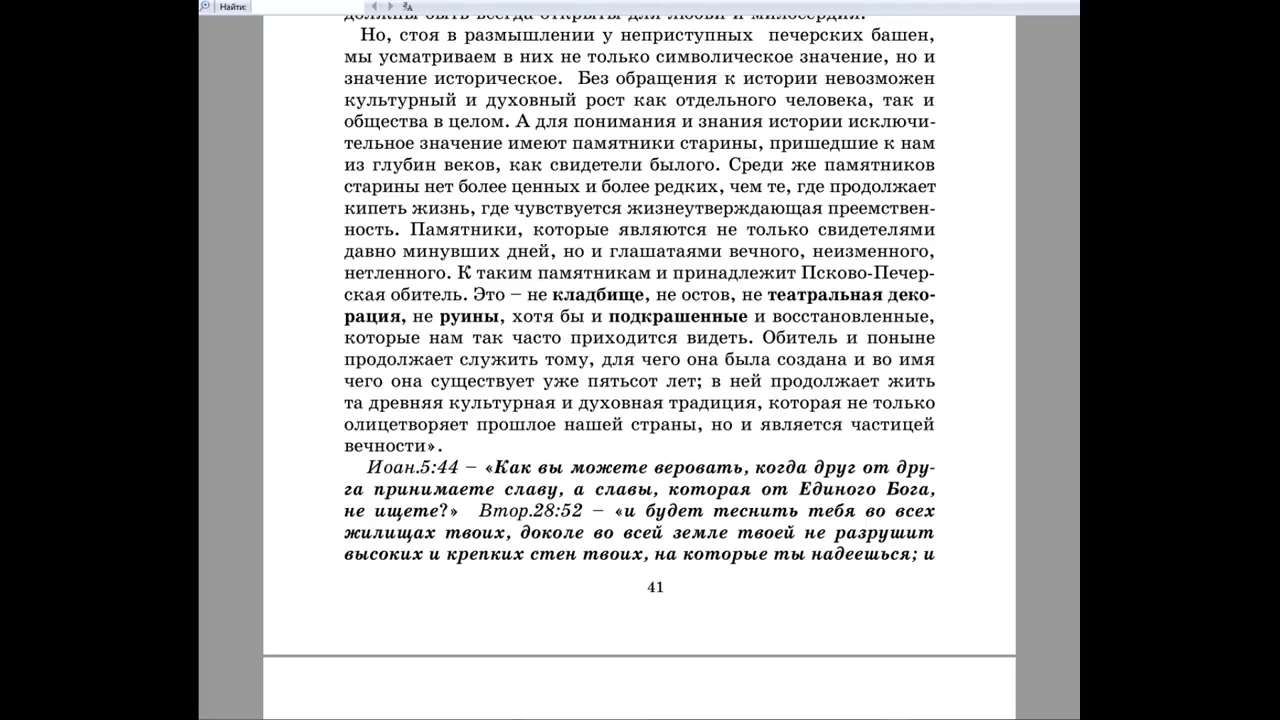 Найти:
должны быть всегда открыты для любви и милосердия.
Но, стоя в размышлении у неприступных печерских башен,
мы усматриваем в них не только символическое значение, но и
значение историческое. Без обращения к истории невозможен
культурный и духовный рост как отдельного человека, так и
общества в целом. А для понимания и знания истории исключи-
тельное значение имеют памятники старины, пришедшие к нам
из глубин веков, как свидетели былого. Среди же памятников
старины нет более ценных и более редких, чем те, где продолжает
кипеть жизнь, где чувствуется жизнеутверждающая преемствен-
ность. Памятники, которые являются не только свидетелями
давно минувших дней, но и глашатаями вечного, неизменного,
нетленного. К таким памятникам и принадлежит Псково-Печер-
ская обитель. Это – не кладбище, не остов, не театральная деко-
рация, не руины, хотя бы и подкрашенные и восстановленные,
которые нам так часто приходится видеть. Обитель и поныне
продолжает служить тому, для чего она была создана и во имя
чего она существует уже пятьсот лет; в ней продолжает жить
та древняя культурная и духовная традиция, которая не только
олицетворяет прошлое нашей страны, но и является частицей
вечности».
Иоан.5:44 – «Как вы можете веровать, когда друг от дру-
га принимаете славу, а славы, которая от Единого Бога,
не ищете?» Втор.28:52 – «и будет теснить тебя во всех
жилищах твоих, доколе во всей земле твоей не разрушит
высоких и крепких стен твоих, на которые ты надеешься; и
41